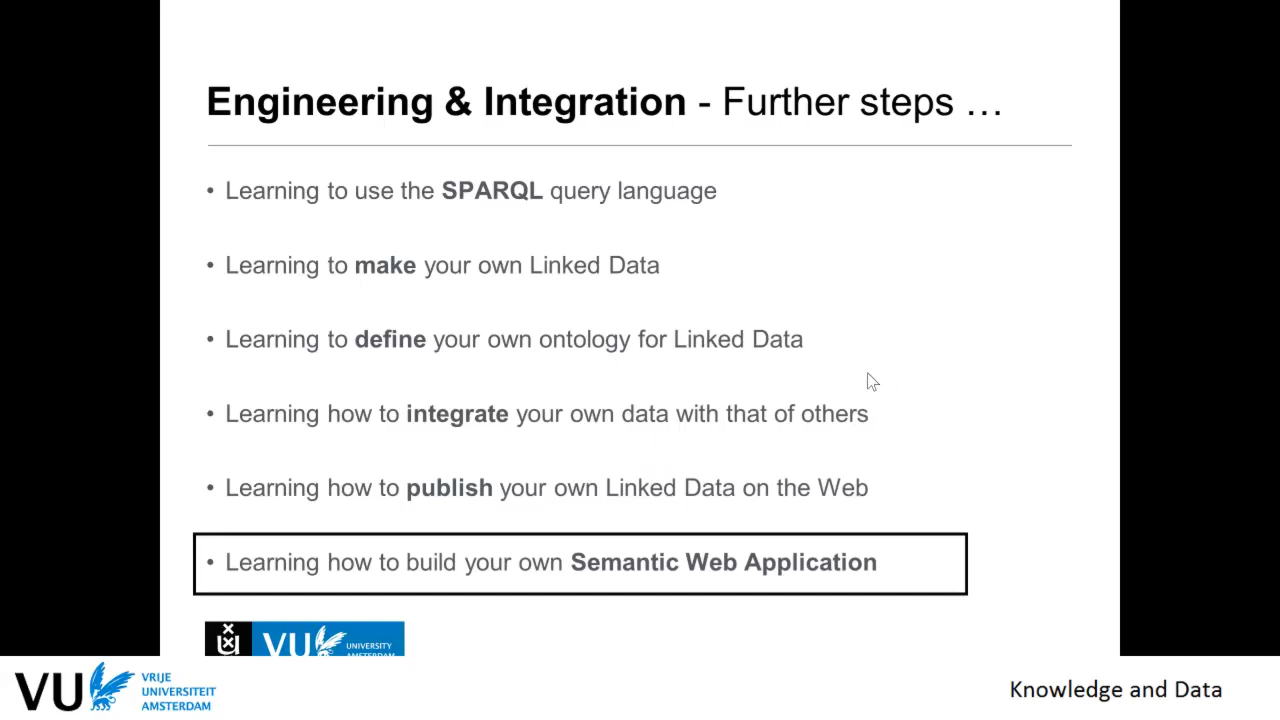 Engineering & Integration - Further steps …
• Learning to use the SPARQL query language
• Learning to make your own Linked Data
• Learning to define your own ontology for Linked Data
• Learning how to integrate your own data with that of others
• Learning how to publish your own Linked Data on the Web
• Learning how to build your own Semantic Web Application
VU UNIVERSITY
AMSTERDAM
VU VRIJE
UNIVERSITEIT
AMSTERDAM
Knowledge and Data